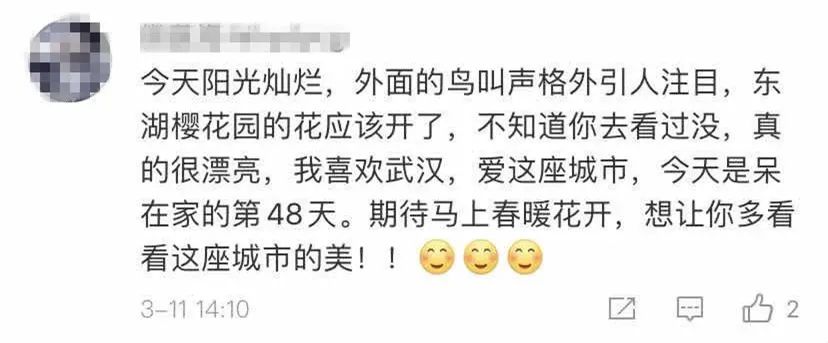 今天阳光灿烂，外面的鸟叫声格外引人注目，东
湖樱花园的花应该开了，不知道你去看过没，真
的很漂亮，我喜欢武汉，爱这座城市，今天是呆
在家的第48天。期待马上春暖花开，想让你多看
看这座城市的美！！😊😊😊
3-11 14:10
2